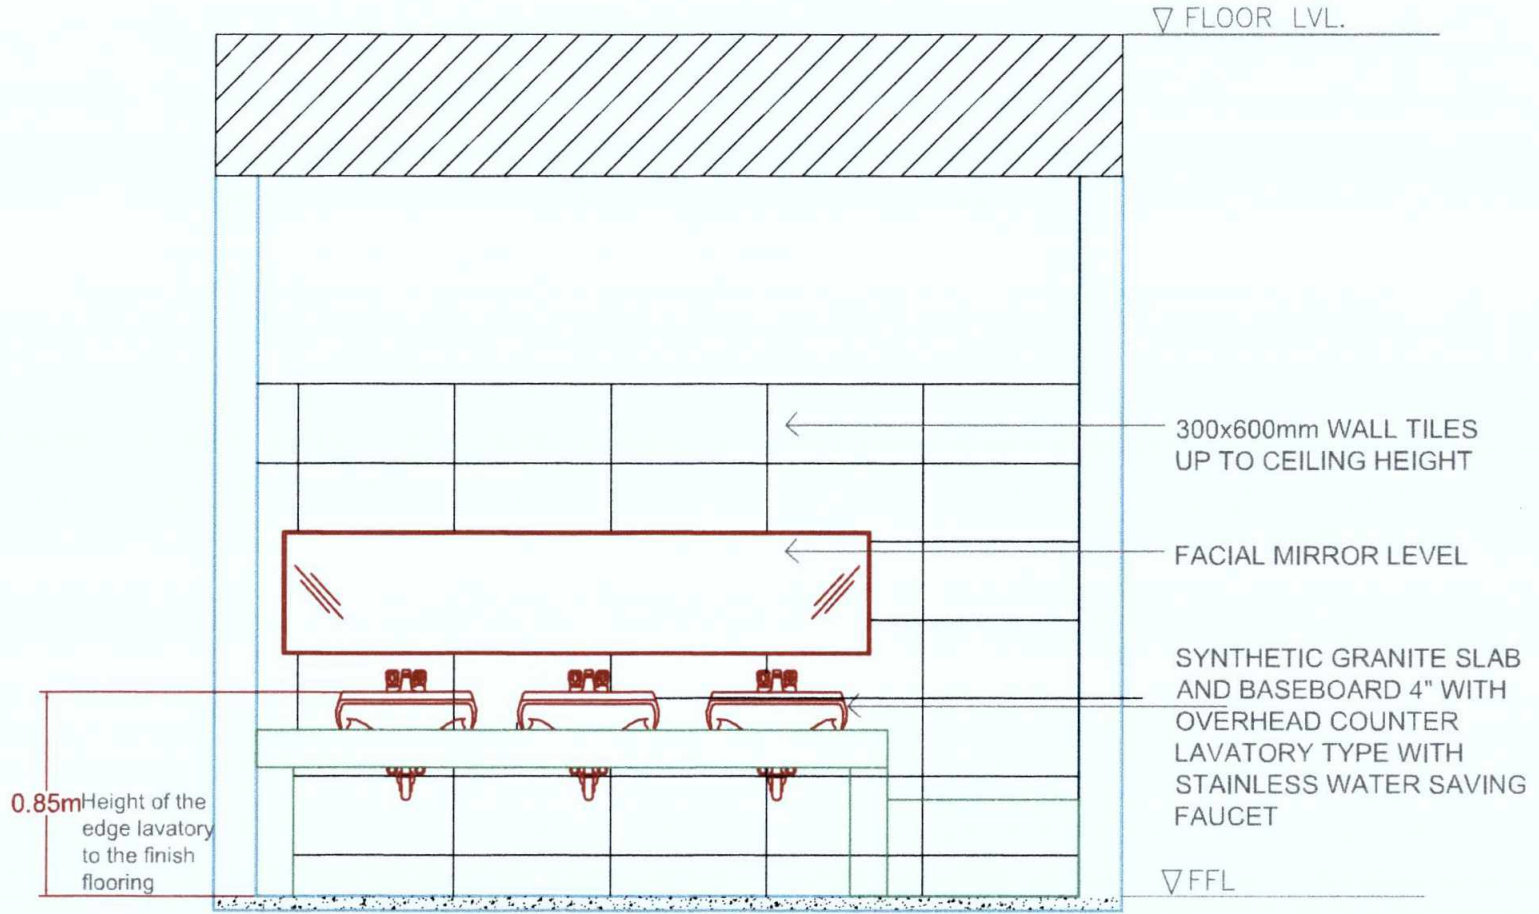 ▽ FLOOR LVL.
300x600mm WALL TILES
UP TO CEILING HEIGHT
FACIAL MIRROR LEVEL
SYNTHETIC GRANITE SLAB
AND BASEBOARD 4" WITH
OVERHEAD COUNTER
LAVATORY TYPE WITH
STAINLESS WATER SAVING
FAUCET
0.85m Height of the
edge lavatory
to the finish
flooring
▽ FFL